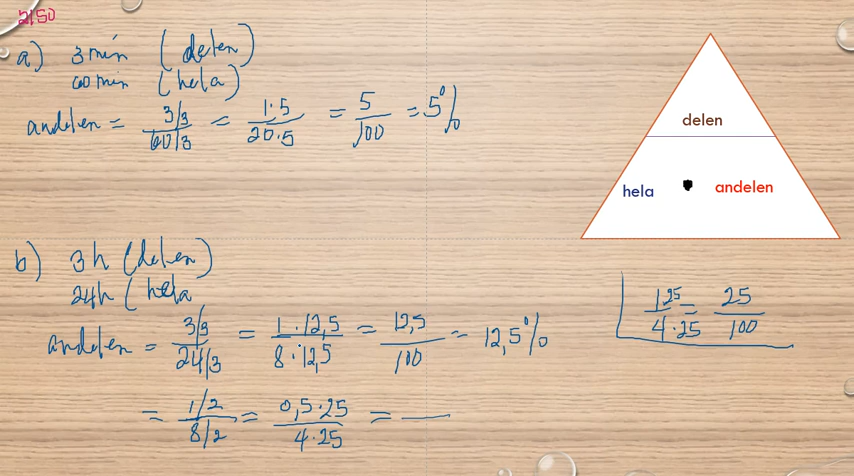 2150
a) 3 min (delen)
60 min (hela)
andelen = 3/3 / 60/3 = 1·5 / 20·5 = 5/100 = 5%
delen
hela • andelen
b) 3h (delen)
24h (hela
andelen = 3/3 / 24/3 = 1·12,5 / 8·12,5 = 12,5/100 = 12,5%
1·25 / 4·25 = 25/100
= 1/2 / 8/2 = 0,5·25 / 4·25 = —